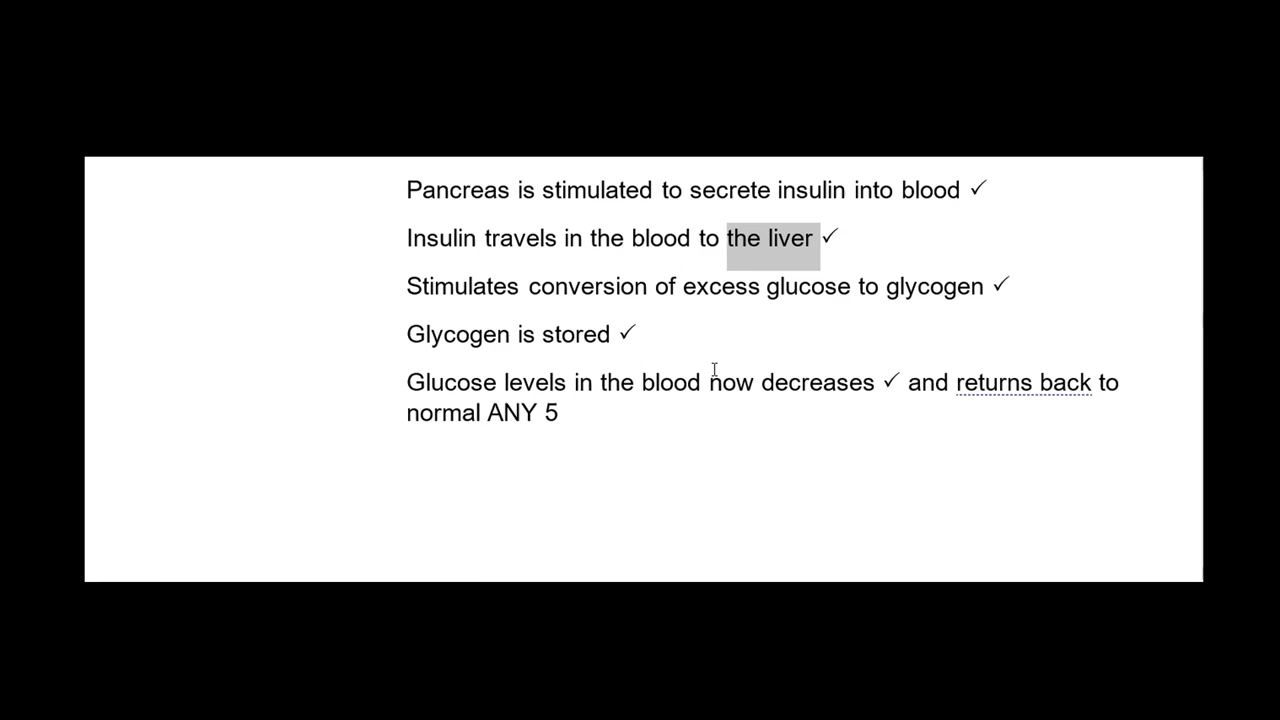 Pancreas is stimulated to secrete insulin into blood ✓
Insulin travels in the blood to the liver ✓
Stimulates conversion of excess glucose to glycogen ✓
Glycogen is stored ✓
Glucose levels in the blood now decreases ✓ and returns back to
normal ANY 5